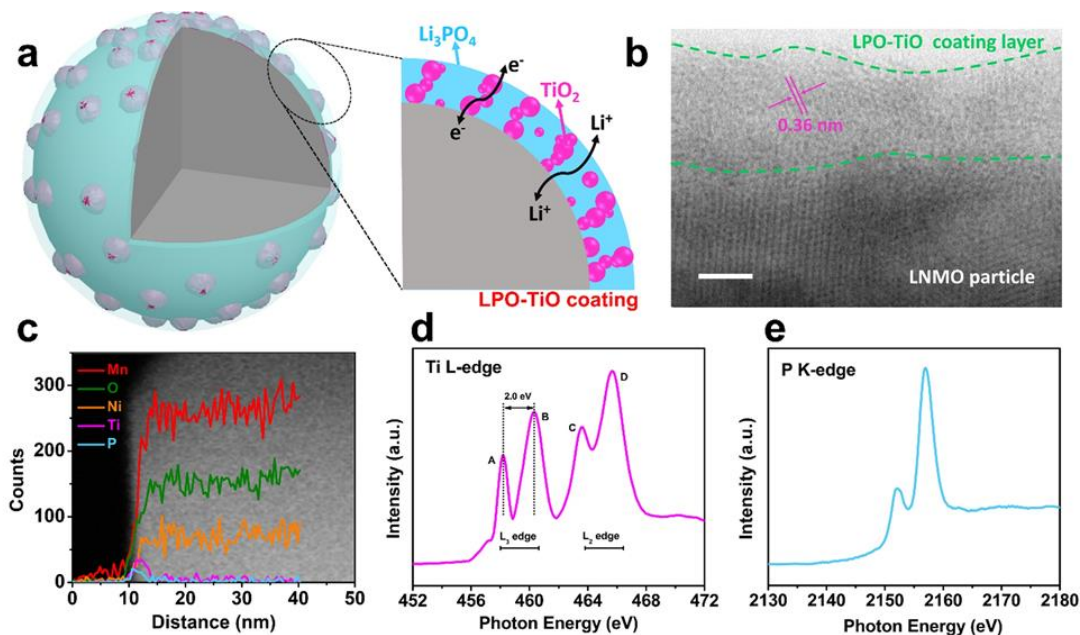 a
Li₃PO₄
e⁻
e⁻
TiO₂
Li⁺
Li⁺
LPO-TiO coating
b
LPO-TiO coating layer
0.36 nm
LNMO particle
c
Mn
O
Ni
Ti
P
300
200
100
0
Counts
0 10 20 30 40 50
Distance (nm)
d
Ti L-edge
2.0 eV
A
B
C
D
L₃ edge
L₂ edge
Intensity (a.u.)
452 456 460 464 468 472
Photon Energy (eV)
e
P K-edge
Intensity (a.u.)
2130 2140 2150 2160 2170 2180
Photon Energy (eV)